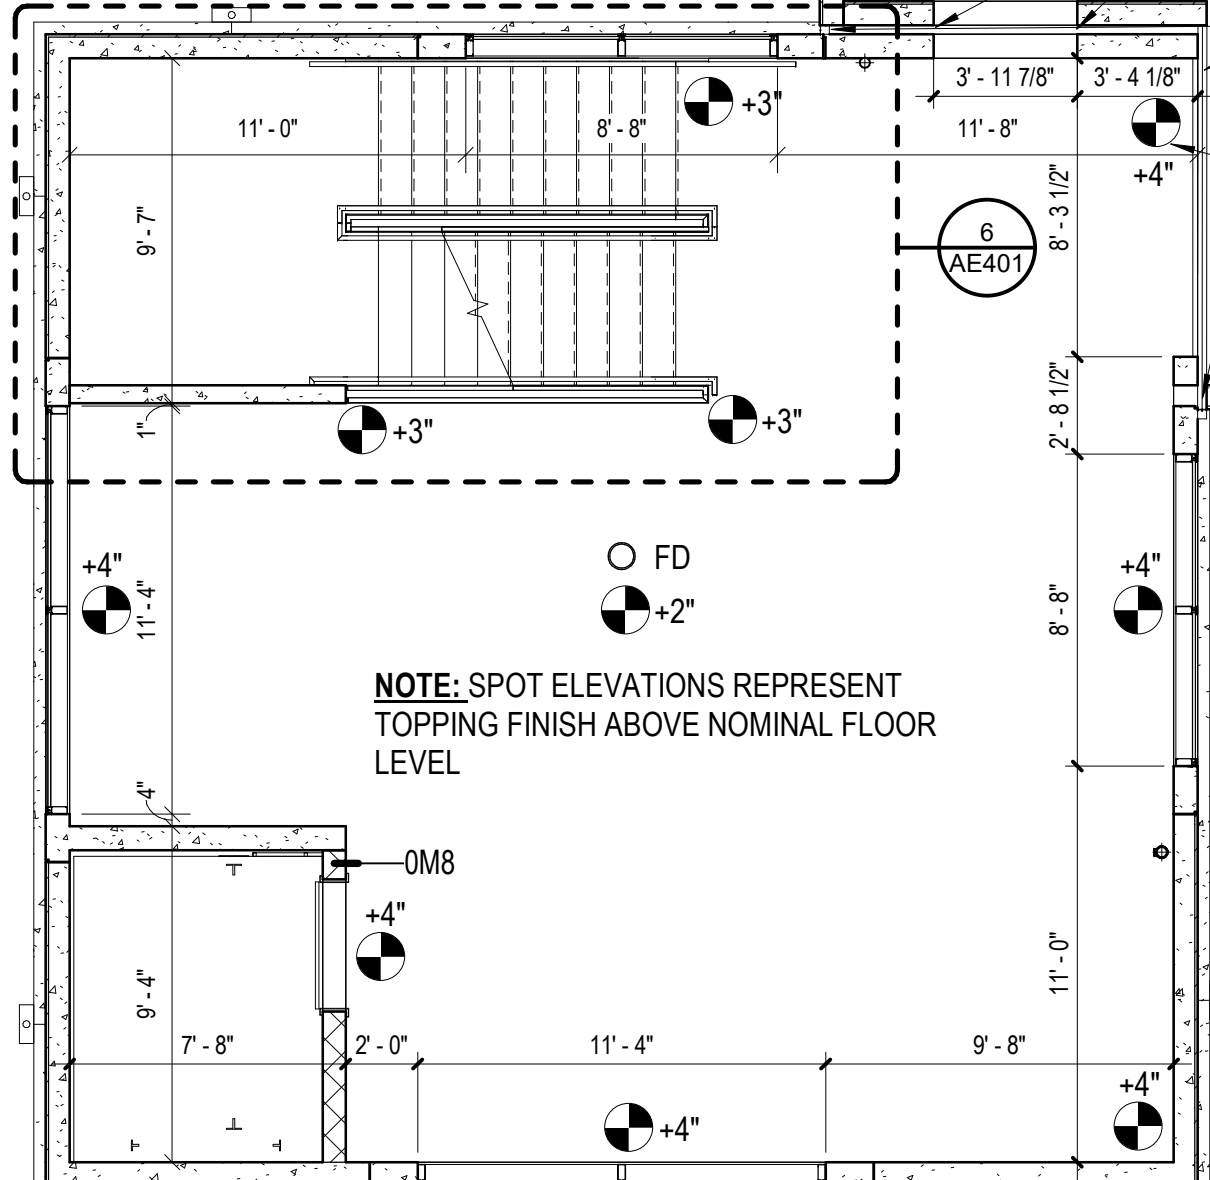 3' - 11 7/8"
3' - 4 1/8"
+3"
11' - 0"
8' - 8"
11' - 8"
+4"
9' - 7"
8' - 3 1/2"
6
AE401
2' - 8 1/2"
1"
+3"
+3"
+4"
FD
+4"
11' - 4"
+2"
8' - 8"
NOTE: SPOT ELEVATIONS REPRESENT
TOPPING FINISH ABOVE NOMINAL FLOOR
LEVEL
4"
0M8
+4"
9' - 4"
11' - 0"
7' - 8"
2' - 0"
11' - 4"
9' - 8"
+4"
+4"